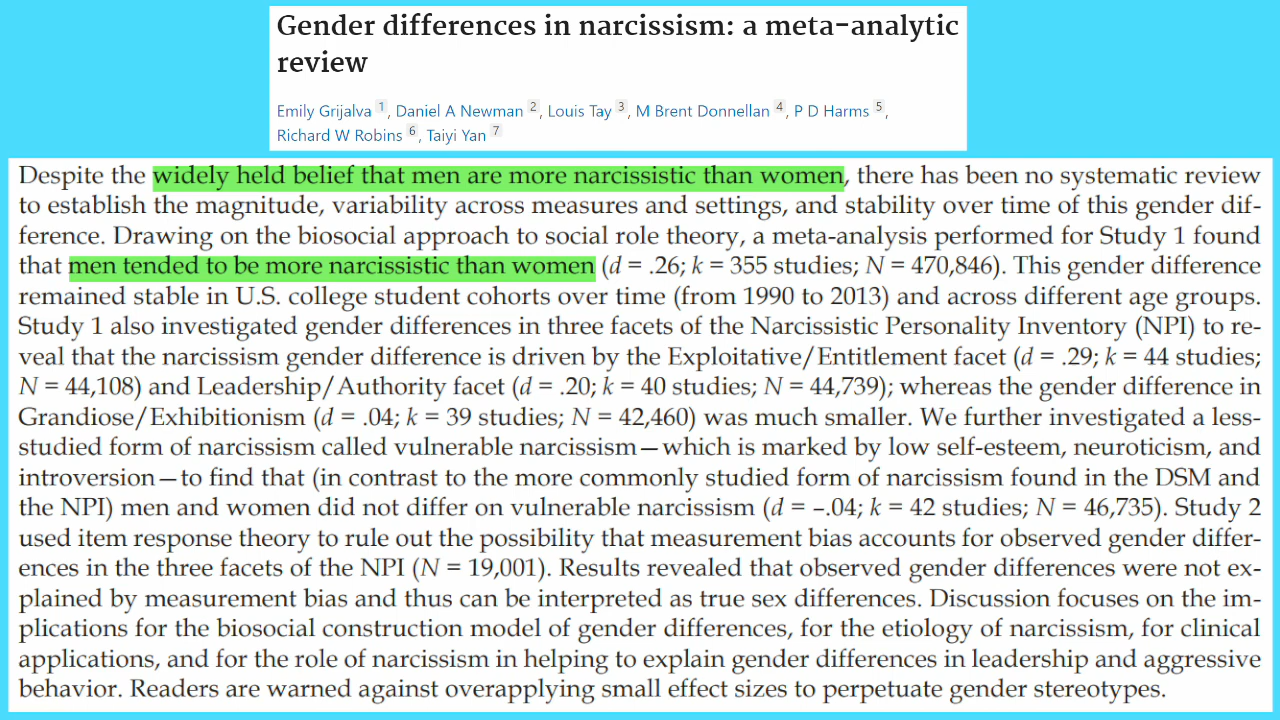 Gender differences in narcissism: a meta-analytic
review
Emily Grijalva 1, Daniel A Newman 2, Louis Tay 3, M Brent Donnellan 4, P D Harms 5,
Richard W Robins 6, Taiyi Yan 7
Despite the widely held belief that men are more narcissistic than women, there has been no systematic review
to establish the magnitude, variability across measures and settings, and stability over time of this gender dif-
ference. Drawing on the biosocial approach to social role theory, a meta-analysis performed for Study 1 found
that men tended to be more narcissistic than women (d = .26; k = 355 studies; N = 470,846). This gender difference
remained stable in U.S. college student cohorts over time (from 1990 to 2013) and across different age groups.
Study 1 also investigated gender differences in three facets of the Narcissistic Personality Inventory (NPI) to re-
veal that the narcissism gender difference is driven by the Exploitative/Entitlement facet (d = .29; k = 44 studies;
N = 44,108) and Leadership/Authority facet (d = .20; k = 40 studies; N = 44,739); whereas the gender difference in
Grandiose/Exhibitionism (d = .04; k = 39 studies; N = 42,460) was much smaller. We further investigated a less-
studied form of narcissism called vulnerable narcissism—which is marked by low self-esteem, neuroticism, and
introversion—to find that (in contrast to the more commonly studied form of narcissism found in the DSM and
the NPI) men and women did not differ on vulnerable narcissism (d = –.04; k = 42 studies; N = 46,735). Study 2
used item response theory to rule out the possibility that measurement bias accounts for observed gender differ-
ences in the three facets of the NPI (N = 19,001). Results revealed that observed gender differences were not ex-
plained by measurement bias and thus can be interpreted as true sex differences. Discussion focuses on the im-
plications for the biosocial construction model of gender differences, for the etiology of narcissism, for clinical
applications, and for the role of narcissism in helping to explain gender differences in leadership and aggressive
behavior. Readers are warned against overapplying small effect sizes to perpetuate gender stereotypes.